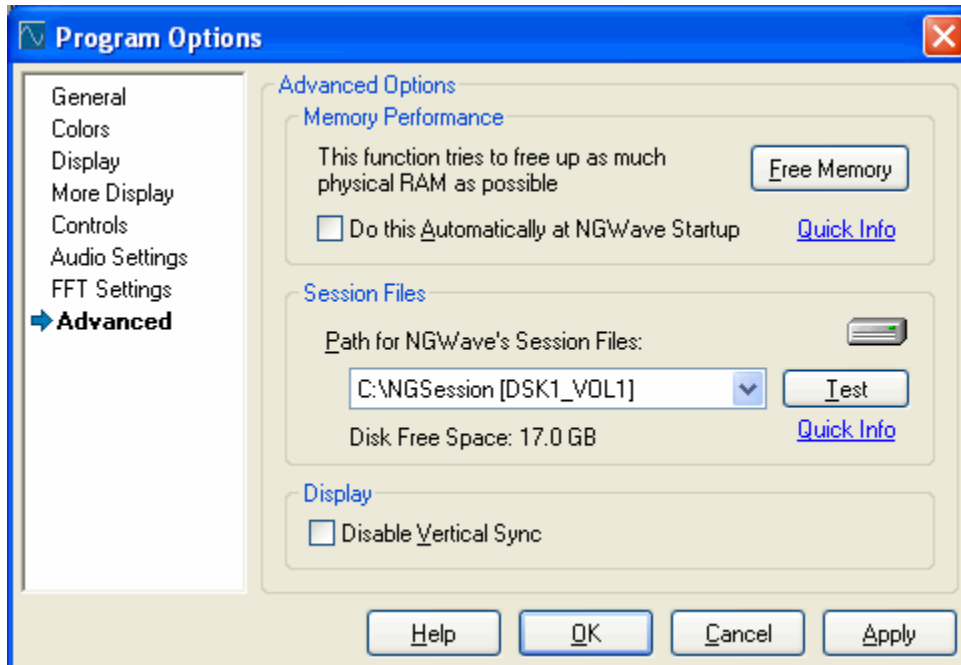 Program Options
General
Colors
Display
More Display
Controls
Audio Settings
FFT Settings
Advanced
Advanced Options
Memory Performance
This function tries to free up as much
physical RAM as possible
Free Memory
Do this Automatically at NGWave Startup
Quick Info
Session Files
Path for NGWave's Session Files:
C:\NGSession [DSK1_VOL1]
Test
Disk Free Space: 17.0 GB
Quick Info
Display
Disable Vertical Sync
Help
OK
Cancel
Apply